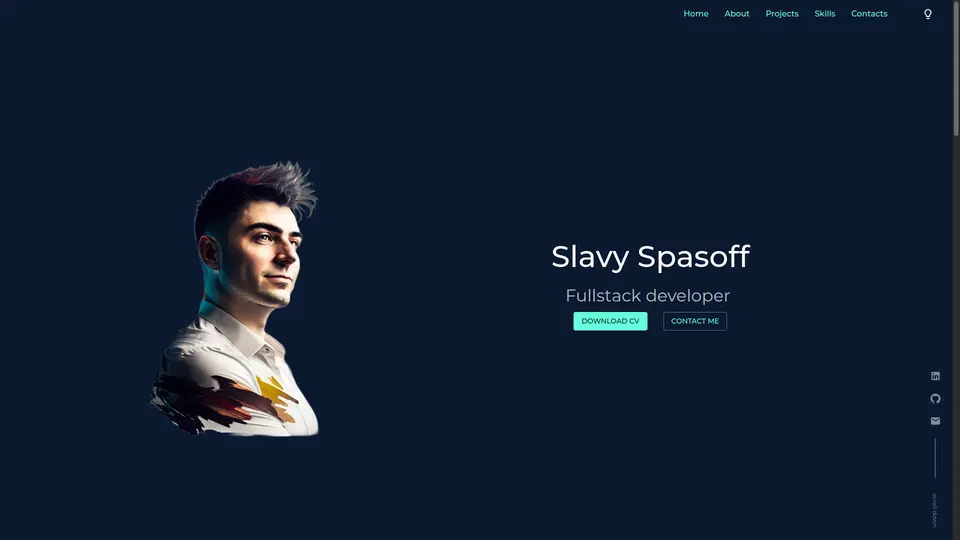 Home About Projects Skills Contacts
Slavy Spasoff
Fullstack developer
DOWNLOAD CV CONTACT ME
scroll down